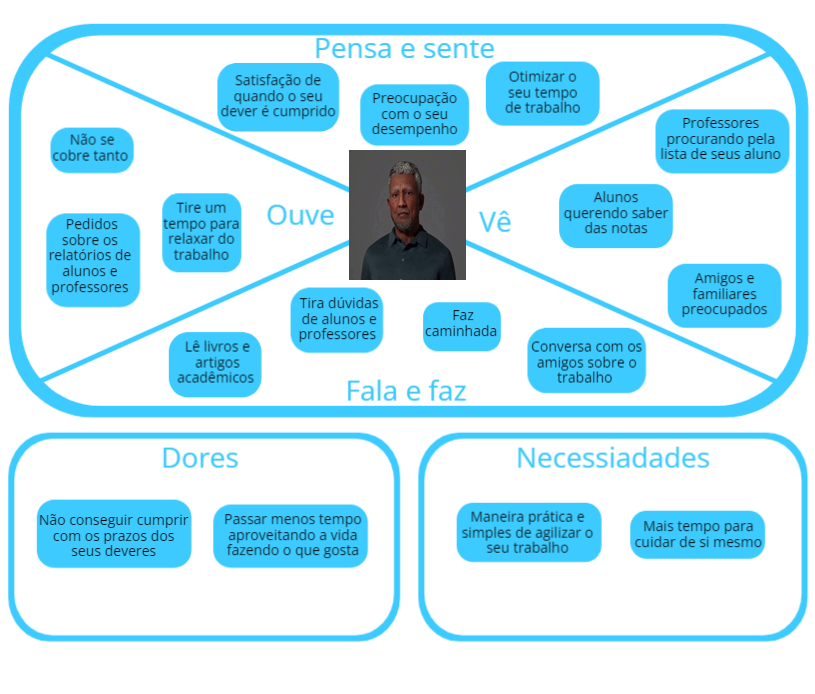 Pensa e sente
Satisfação de
quando o seu
dever é cumprido
Preocupação
com o seu
desempenho
Otimizar o
seu tempo
de trabalho
Ouve
Não se
cobre tanto
Pedidos
sobre os
relatórios de
alunos e
professores
Tire um
tempo para
relaxar do
trabalho
Vê
Professores
procurando pela
lista de seus aluno
Alunos
querendo saber
das notas
Amigos e
familiares
preocupados
Tira dúvidas
de alunos e
professores
Faz
caminhada
Lê livros e
artigos
acadêmicos
Conversa com os
amigos sobre o
trabalho
Fala e faz
Dores
Não conseguir cumprir
com os prazos dos
seus deveres
Passar menos tempo
aproveitando a vida
fazendo o que gosta
Necessiadades
Maneira prática e
simples de agilizar o
seu trabalho
Mais tempo para
cuidar de si mesmo